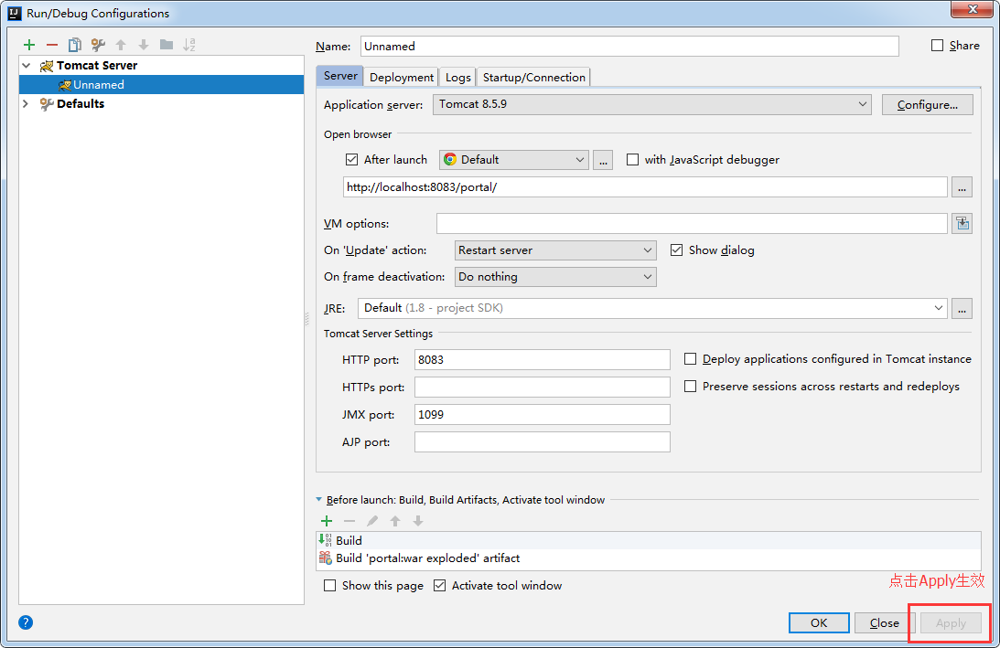 Run/Debug Configurations
Name: Unnamed
Share
Tomcat Server
Unnamed
Defaults
Server Deployment Logs Startup/Connection
Application server: Tomcat 8.5.9 Configure...
Open browser
After launch Default ... with JavaScript debugger
http://localhost:8083/portal/ ...
VM options:
On 'Update' action: Restart server Show dialog
On frame deactivation: Do nothing
JRE: Default (1.8 - project SDK) ...
Tomcat Server Settings
HTTP port: 8083 Deploy applications configured in Tomcat instance
HTTPs port: Preserve sessions across restarts and redeploys
JMX port: 1099
AJP port:
Before launch: Build, Build Artifacts, Activate tool window
Build
Build 'portal:war exploded' artifact
Show this page Activate tool window
点击Apply生效
? OK Close Apply